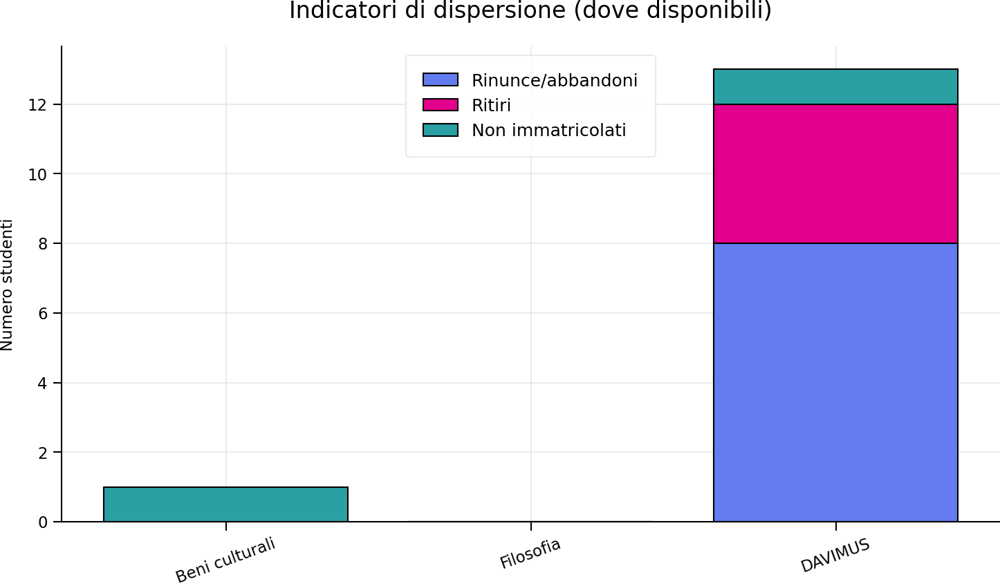 Indicatori di dispersione (dove disponibili)
Rinunce/abbandoni
Ritiri
Non immatricolati
Numero studenti
12
10
8
6
4
2
0
Beni culturali
Filosofia
DAVIMUS